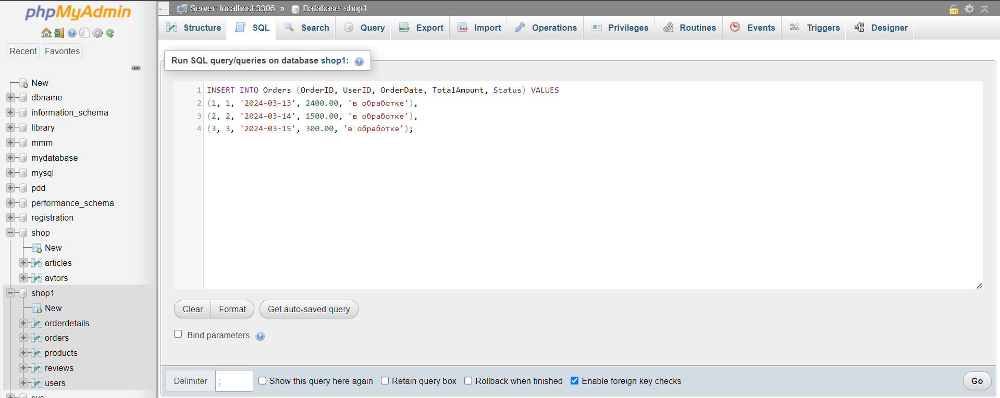 phpMyAdmin
Recent Favorites
New
dbname
information_schema
library
mmm
mydatabase
mysql
pdd
performance_schema
registration
shop
New
articles
avtors
shop1
New
orderdetails
orders
products
reviews
users
sys
Server: localhost:3306 » Database: shop1
Structure SQL Search Query Export Import Operations Privileges Routines Events Triggers Designer
Run SQL query/queries on database shop1:
1 INSERT INTO Orders (OrderID, UserID, OrderDate, TotalAmount, Status) VALUES
2 (1, 1, '2024-03-13', 2400.00, 'в обработке'),
3 (2, 2, '2024-03-14', 1500.00, 'в обработке'),
4 (3, 3, '2024-03-15', 300.00, 'в обработке');
Clear Format Get auto-saved query
Bind parameters
Delimiter ; Show this query here again Retain query box Rollback when finished Enable foreign key checks Go